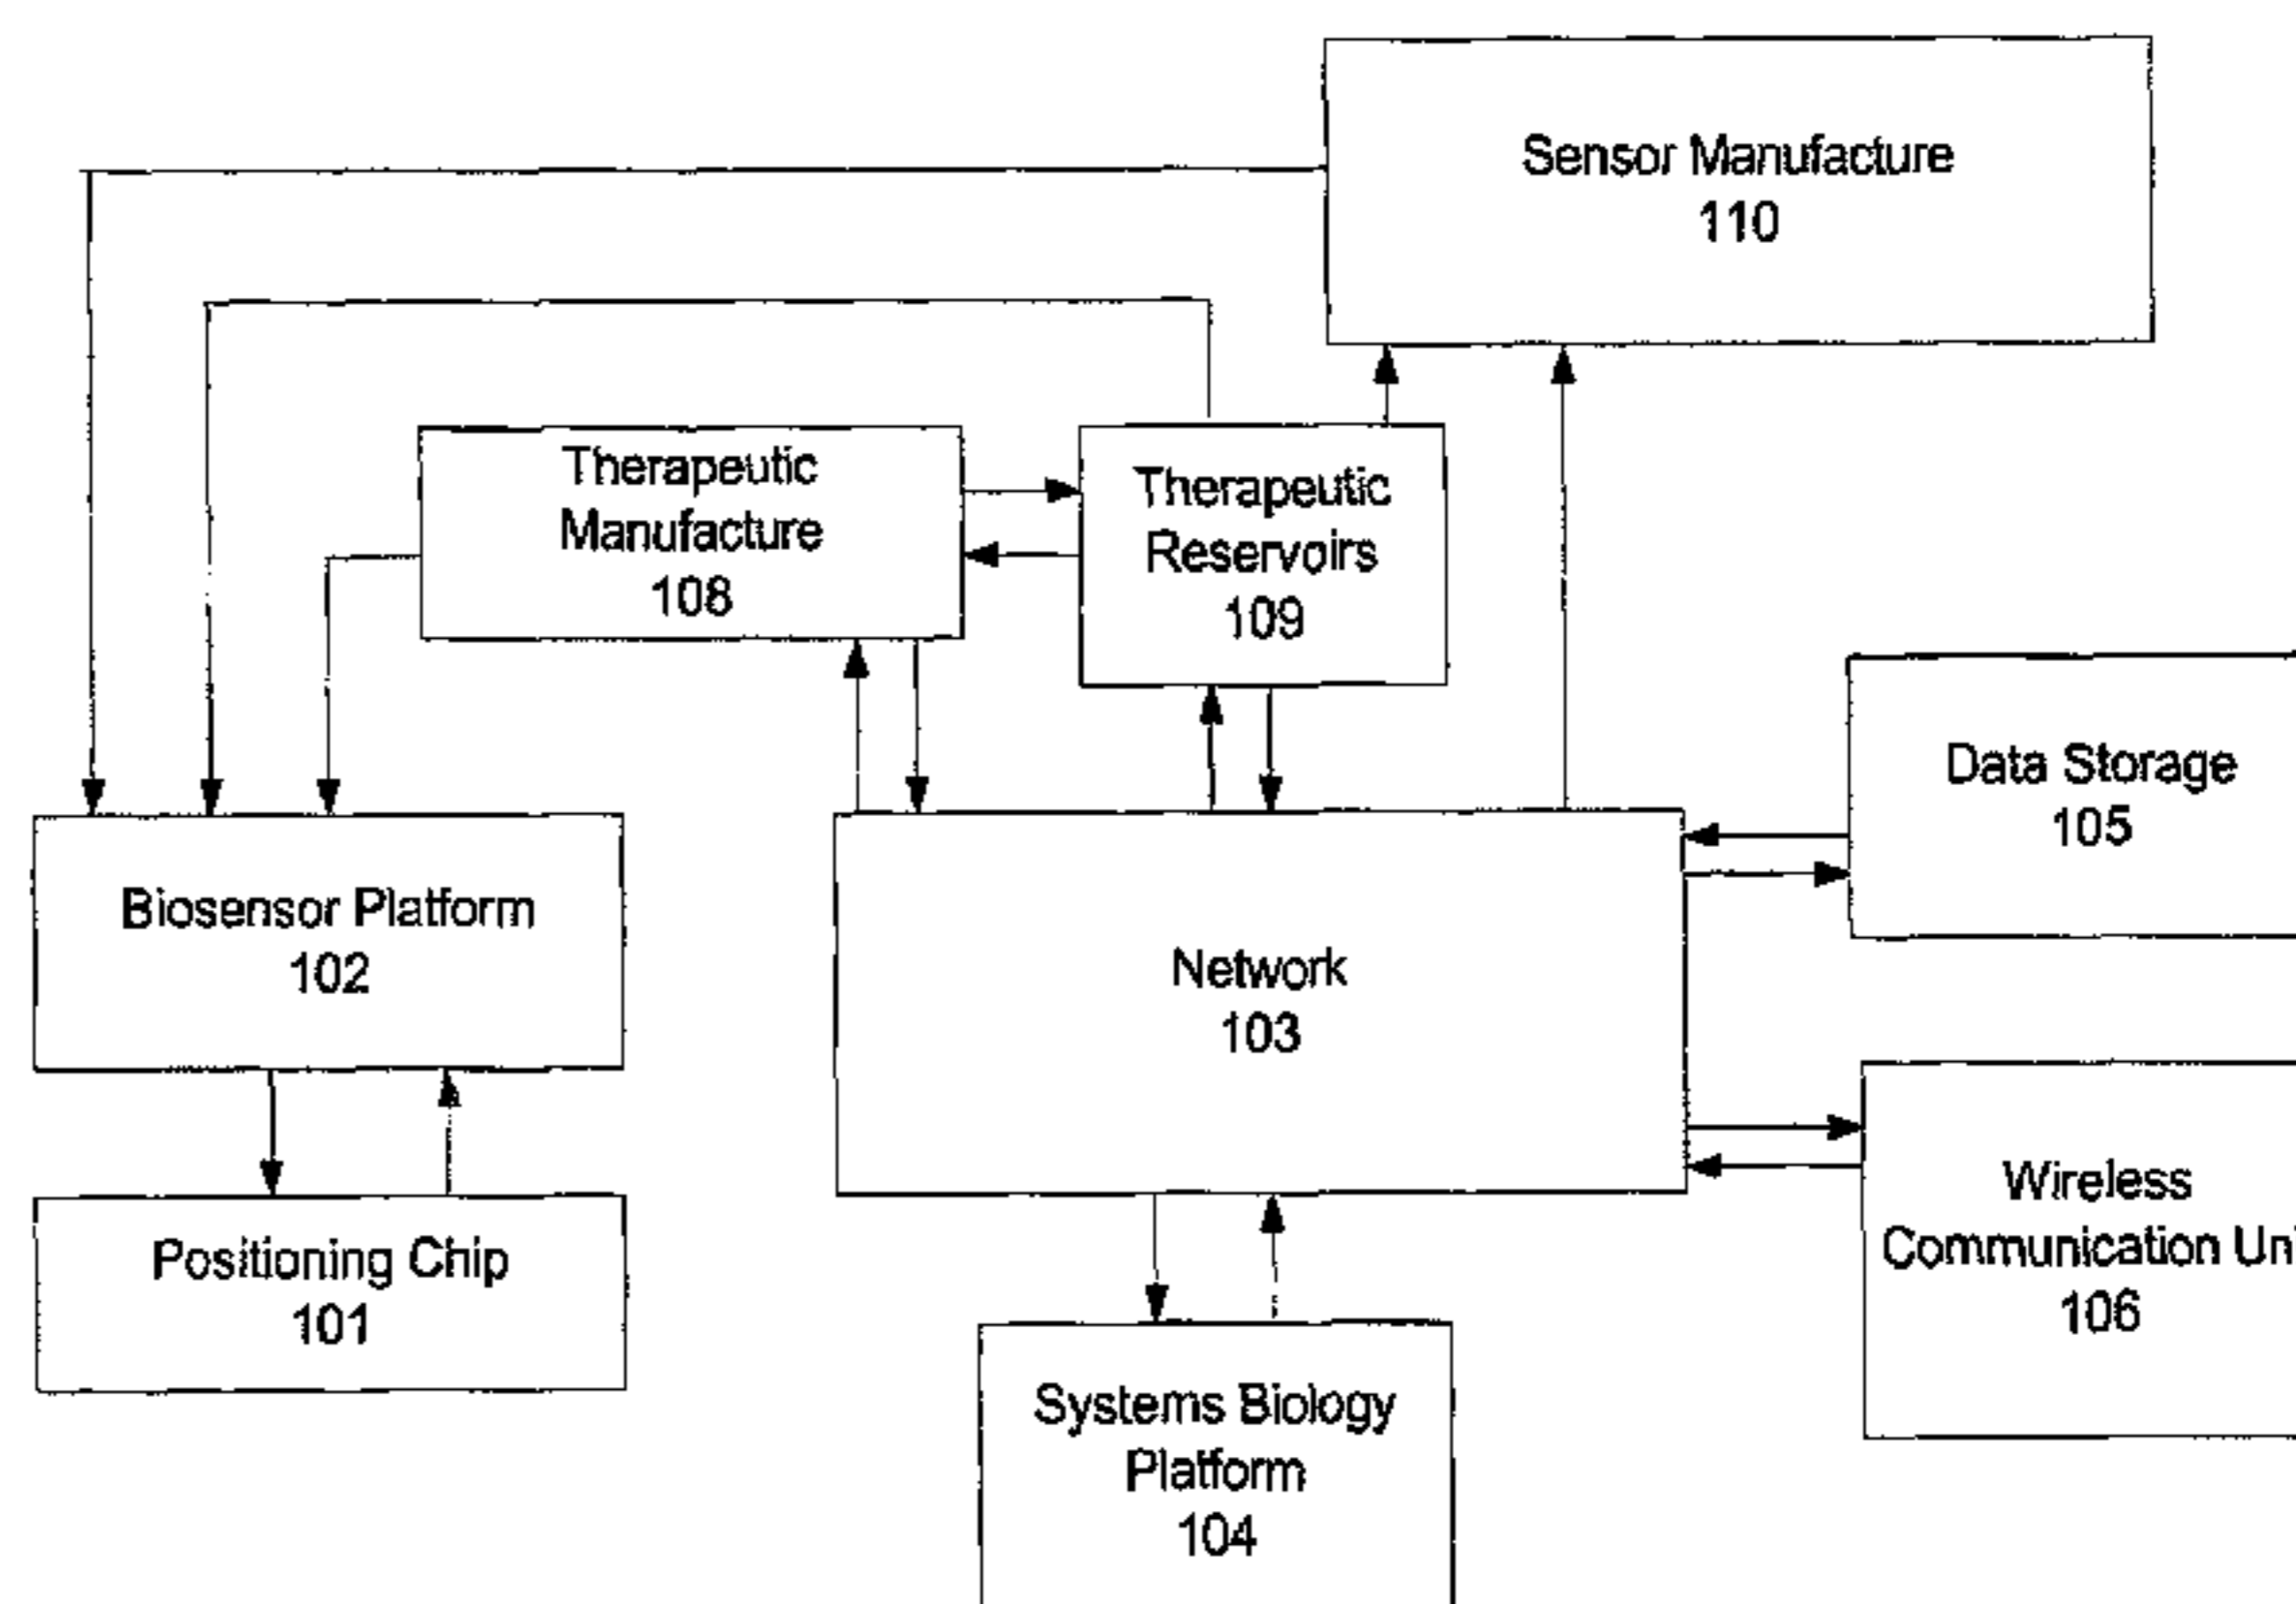 Sensor Manufacture
110
Therapeutic
Manufacture
108
Therapeutic
Reservoirs
109
Data Storage
105
Biosensor Platform
102
Network
103
Wireless
Communication
106
Positioning Chip
101
Systems Biology
Platform
104